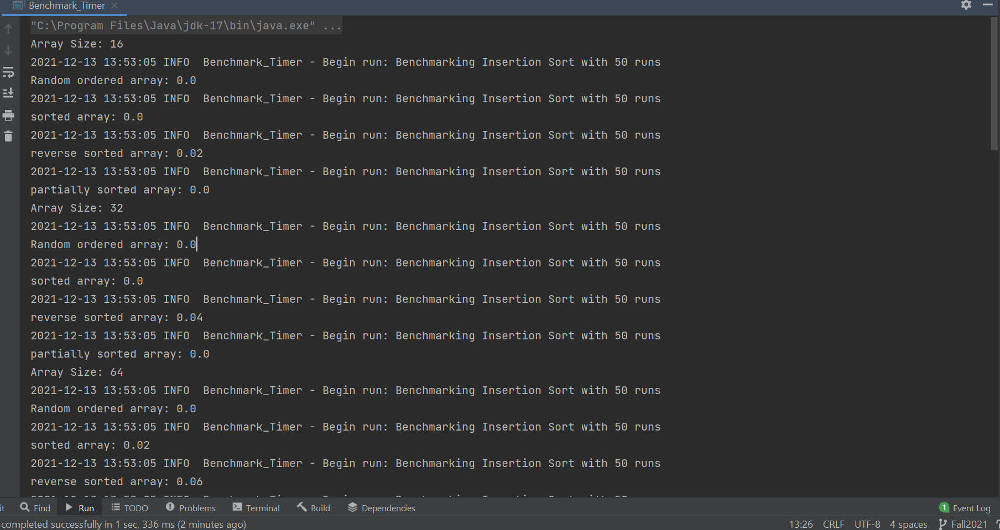 Benchmark_Timer
"C:\Program Files\Java\jdk-17\bin\java.exe" ...
Array Size: 16
2021-12-13 13:53:05 INFO  Benchmark_Timer - Begin run: Benchmarking Insertion Sort with 50 runs
Random ordered array: 0.0
2021-12-13 13:53:05 INFO  Benchmark_Timer - Begin run: Benchmarking Insertion Sort with 50 runs
sorted array: 0.0
2021-12-13 13:53:05 INFO  Benchmark_Timer - Begin run: Benchmarking Insertion Sort with 50 runs
reverse sorted array: 0.02
2021-12-13 13:53:05 INFO  Benchmark_Timer - Begin run: Benchmarking Insertion Sort with 50 runs
partially sorted array: 0.0
Array Size: 32
2021-12-13 13:53:05 INFO  Benchmark_Timer - Begin run: Benchmarking Insertion Sort with 50 runs
Random ordered array: 0.0
2021-12-13 13:53:05 INFO  Benchmark_Timer - Begin run: Benchmarking Insertion Sort with 50 runs
sorted array: 0.0
2021-12-13 13:53:05 INFO  Benchmark_Timer - Begin run: Benchmarking Insertion Sort with 50 runs
reverse sorted array: 0.04
2021-12-13 13:53:05 INFO  Benchmark_Timer - Begin run: Benchmarking Insertion Sort with 50 runs
partially sorted array: 0.0
Array Size: 64
2021-12-13 13:53:05 INFO  Benchmark_Timer - Begin run: Benchmarking Insertion Sort with 50 runs
Random ordered array: 0.0
2021-12-13 13:53:05 INFO  Benchmark_Timer - Begin run: Benchmarking Insertion Sort with 50 runs
sorted array: 0.02
2021-12-13 13:53:05 INFO  Benchmark_Timer - Begin run: Benchmarking Insertion Sort with 50 runs
reverse sorted array: 0.06
it Find Run TODO Problems Terminal Build Dependencies 1 Event Log
completed successfully in 1 sec, 336 ms (2 minutes ago) 13:26 CRLF UTF-8 4 spaces Fall2021